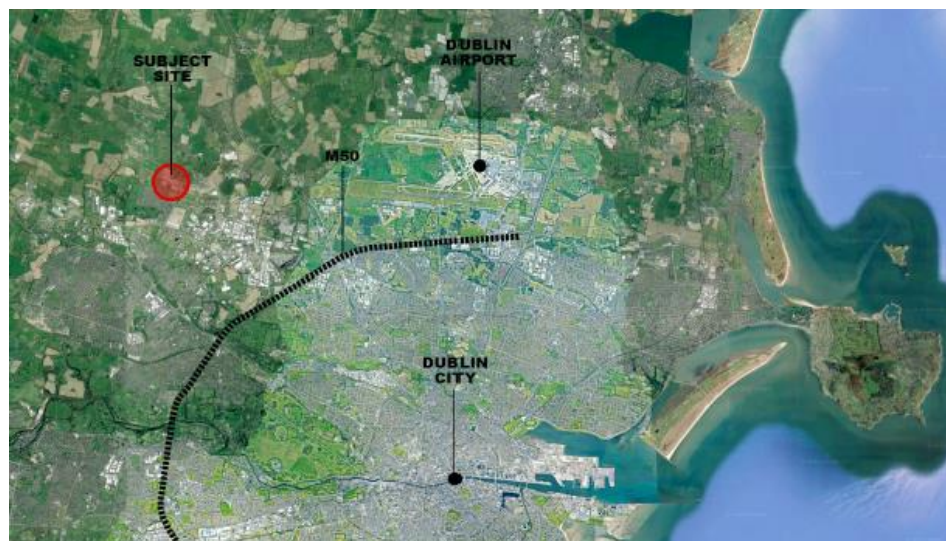 SUBJECT
SITE
DUBLIN
AIRPORT
M50
DUBLIN
CITY